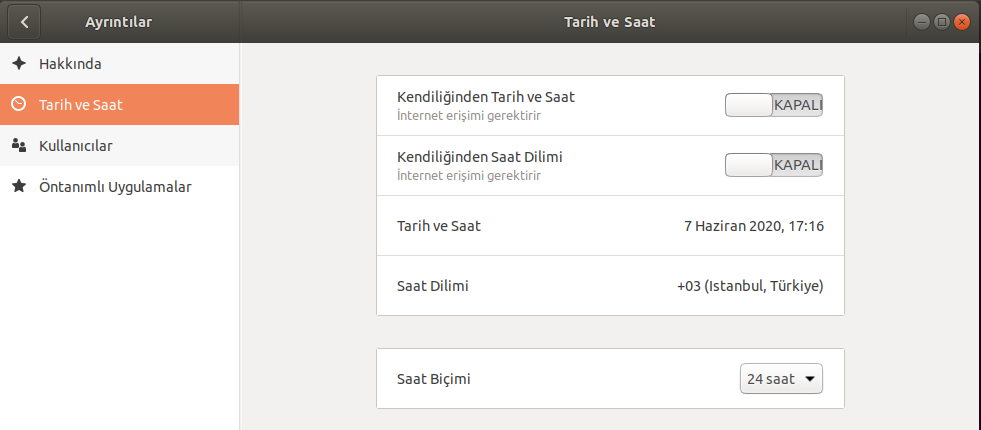 Ayrıntılar
Tarih ve Saat
Hakkında
Tarih ve Saat
Kullanıcılar
Öntanımlı Uygulamalar
Kendiliğinden Tarih ve Saat
KAPALI
İnternet erişimi gerektirir
Kendiliğinden Saat Dilimi
KAPALI
İnternet erişimi gerektirir
Tarih ve Saat 7 Haziran 2020, 17:16
Saat Dilimi +03 (Istanbul, Türkiye)
Saat Biçimi 24 saat